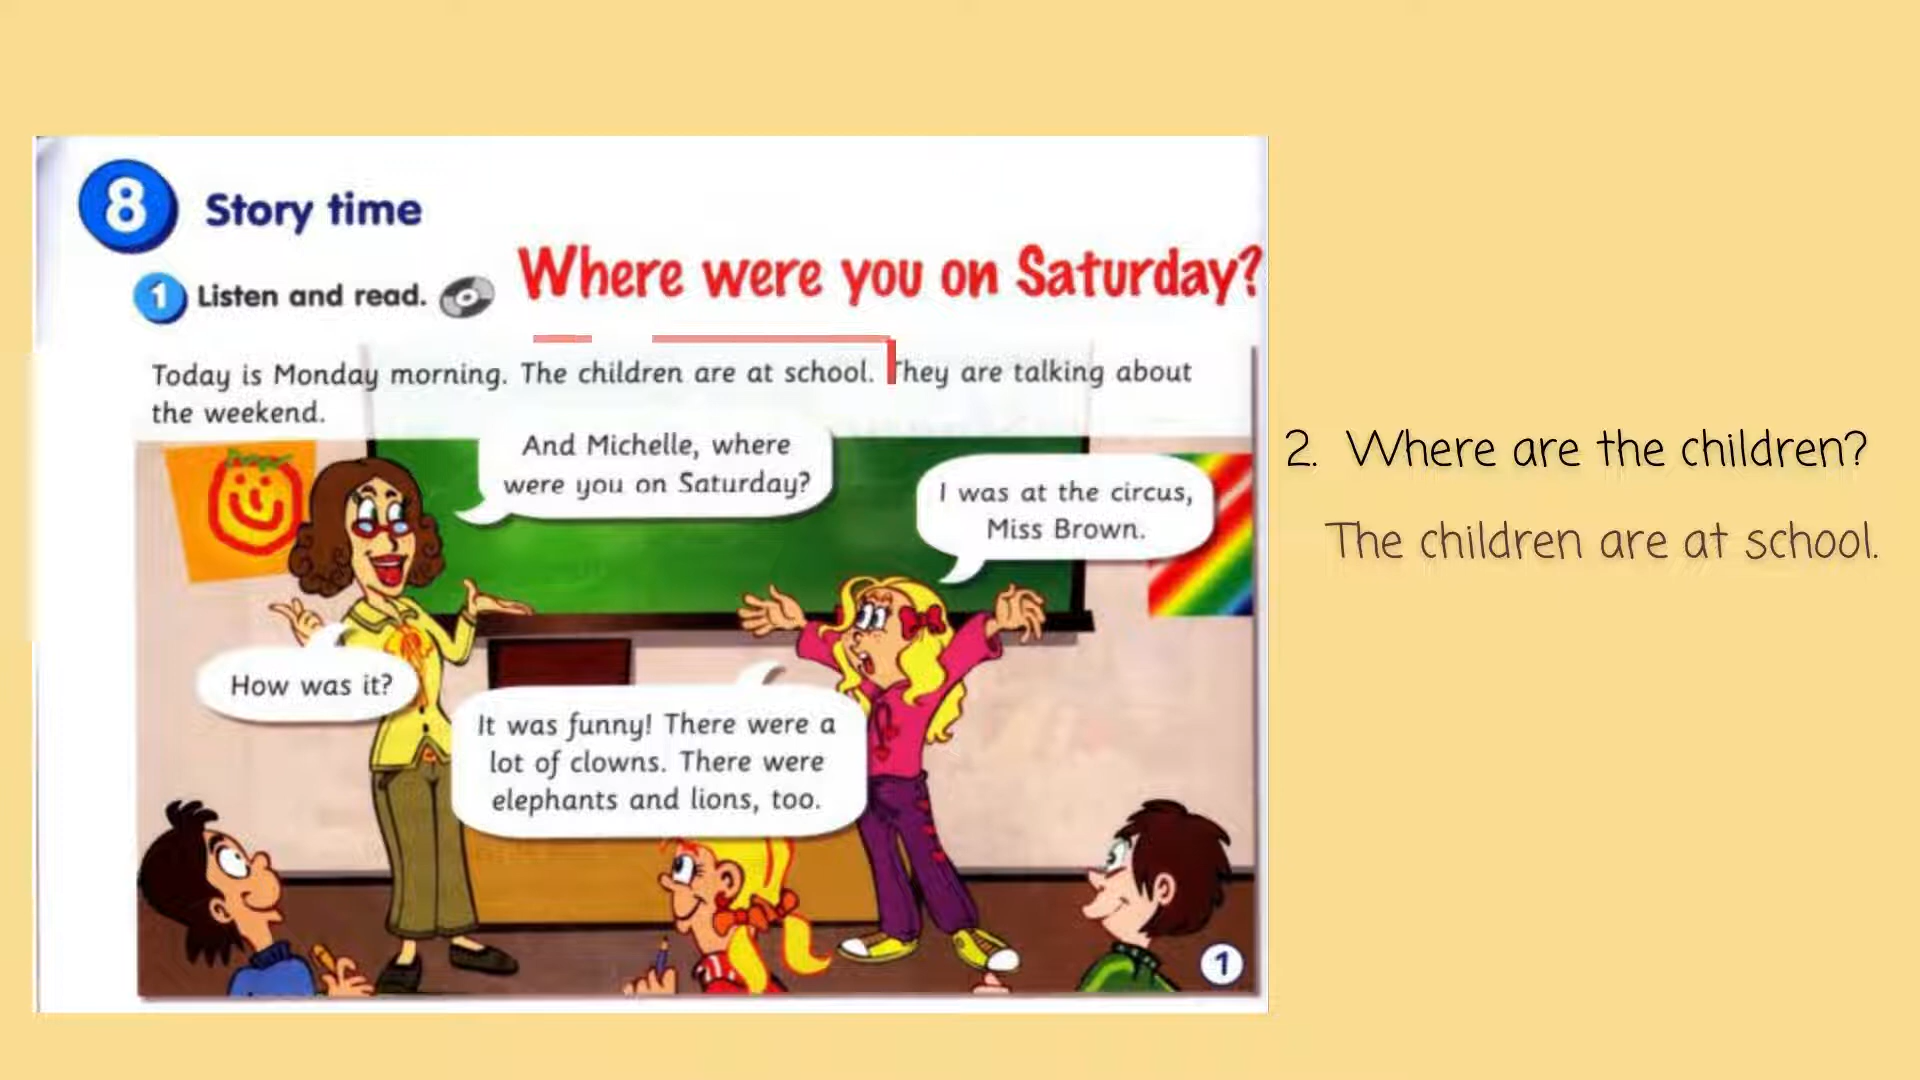 8 Story time
1 Listen and read.
Where were you on Saturday?
Today is Monday morning. The children are at school. They are talking about
the weekend.
And Michelle, where
were you on Saturday?
I was at the circus,
Miss Brown.
How was it?
It was funny! There were a
lot of clowns. There were
elephants and lions, too.
1
2. Where are the children?
The children are at school.